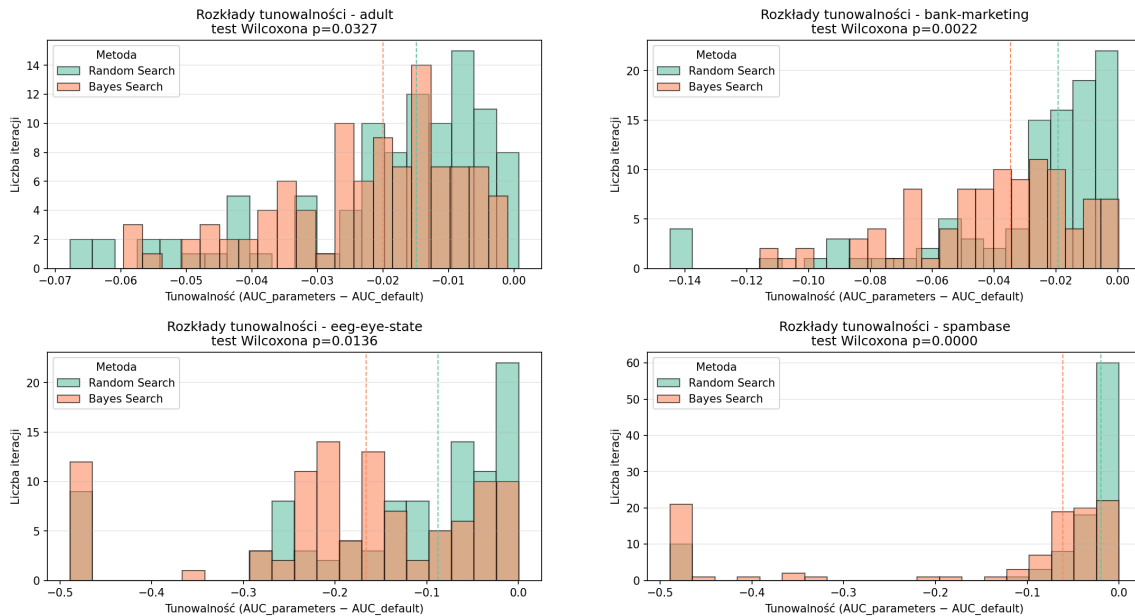 Rozkłady tunowalności - adult
test Wilcoxona p=0.0327
Metoda
Random Search
Bayes Search
Liczba iteracji
14
12
10
8
6
4
2
0
−0.07
−0.06
−0.05
−0.04
−0.03
−0.02
−0.01
0.00
Tunowalność (AUC_parameters − AUC_default)
Rozkłady tunowalności - bank-marketing
test Wilcoxona p=0.0022
Metoda
Random Search
Bayes Search
Liczba iteracji
20
15
10
5
0
−0.14
−0.12
−0.10
−0.08
−0.06
−0.04
−0.02
0.00
Tunowalność (AUC_parameters − AUC_default)
Rozkłady tunowalności - eeg-eye-state
test Wilcoxona p=0.0136
Metoda
Random Search
Bayes Search
Liczba iteracji
20
15
10
5
0
−0.5
−0.4
−0.3
−0.2
−0.1
0.0
Tunowalność (AUC_parameters − AUC_default)
Rozkłady tunowalności - spambase
test Wilcoxona p=0.0000
Metoda
Random Search
Bayes Search
Liczba iteracji
60
50
40
30
20
10
0
−0.5
−0.4
−0.3
−0.2
−0.1
0.0
Tunowalność (AUC_parameters − AUC_default)